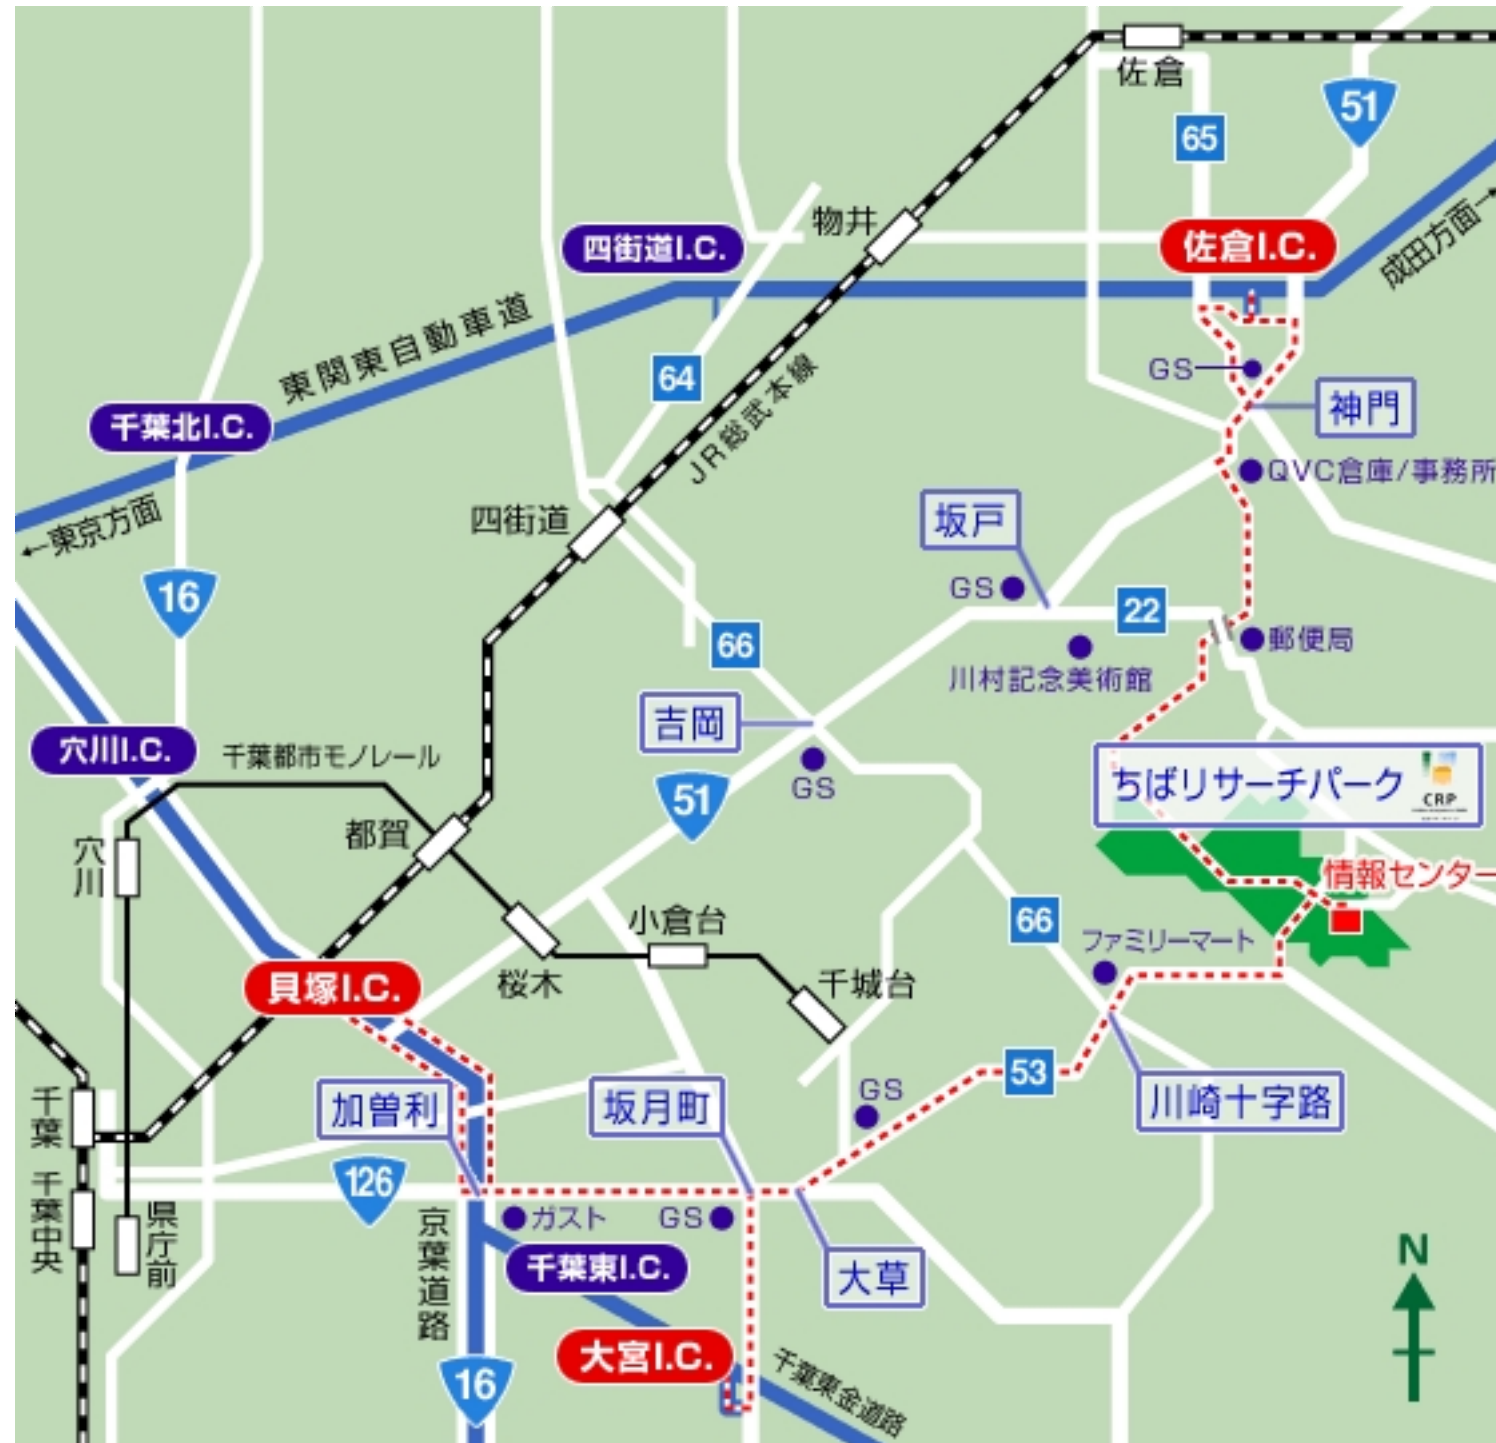 佐倉
51
65
物井
佐倉I.C.
四街道I.C.
成田方面→
東関東自動車道
64
GS
JR総武本線
神門
千葉北I.C.
QVC倉庫/事務所
←東京方面
四街道
坂戸
16
GS
22
66
郵便局
川村記念美術館
吉岡
穴川I.C.
千葉都市モノレール
GS
ちばリサーチパーク
CRP
51
都賀
穴川
情報センター
小倉台
66
ファミリーマート
桜木
千城台
貝塚I.C.
53
GS
千葉
加曽利
坂月町
川崎十字路
126
千葉中央
県庁前
京葉道路
ガスト
GS
千葉東I.C.
大草
N
大宮I.C.
千葉東金道路
16